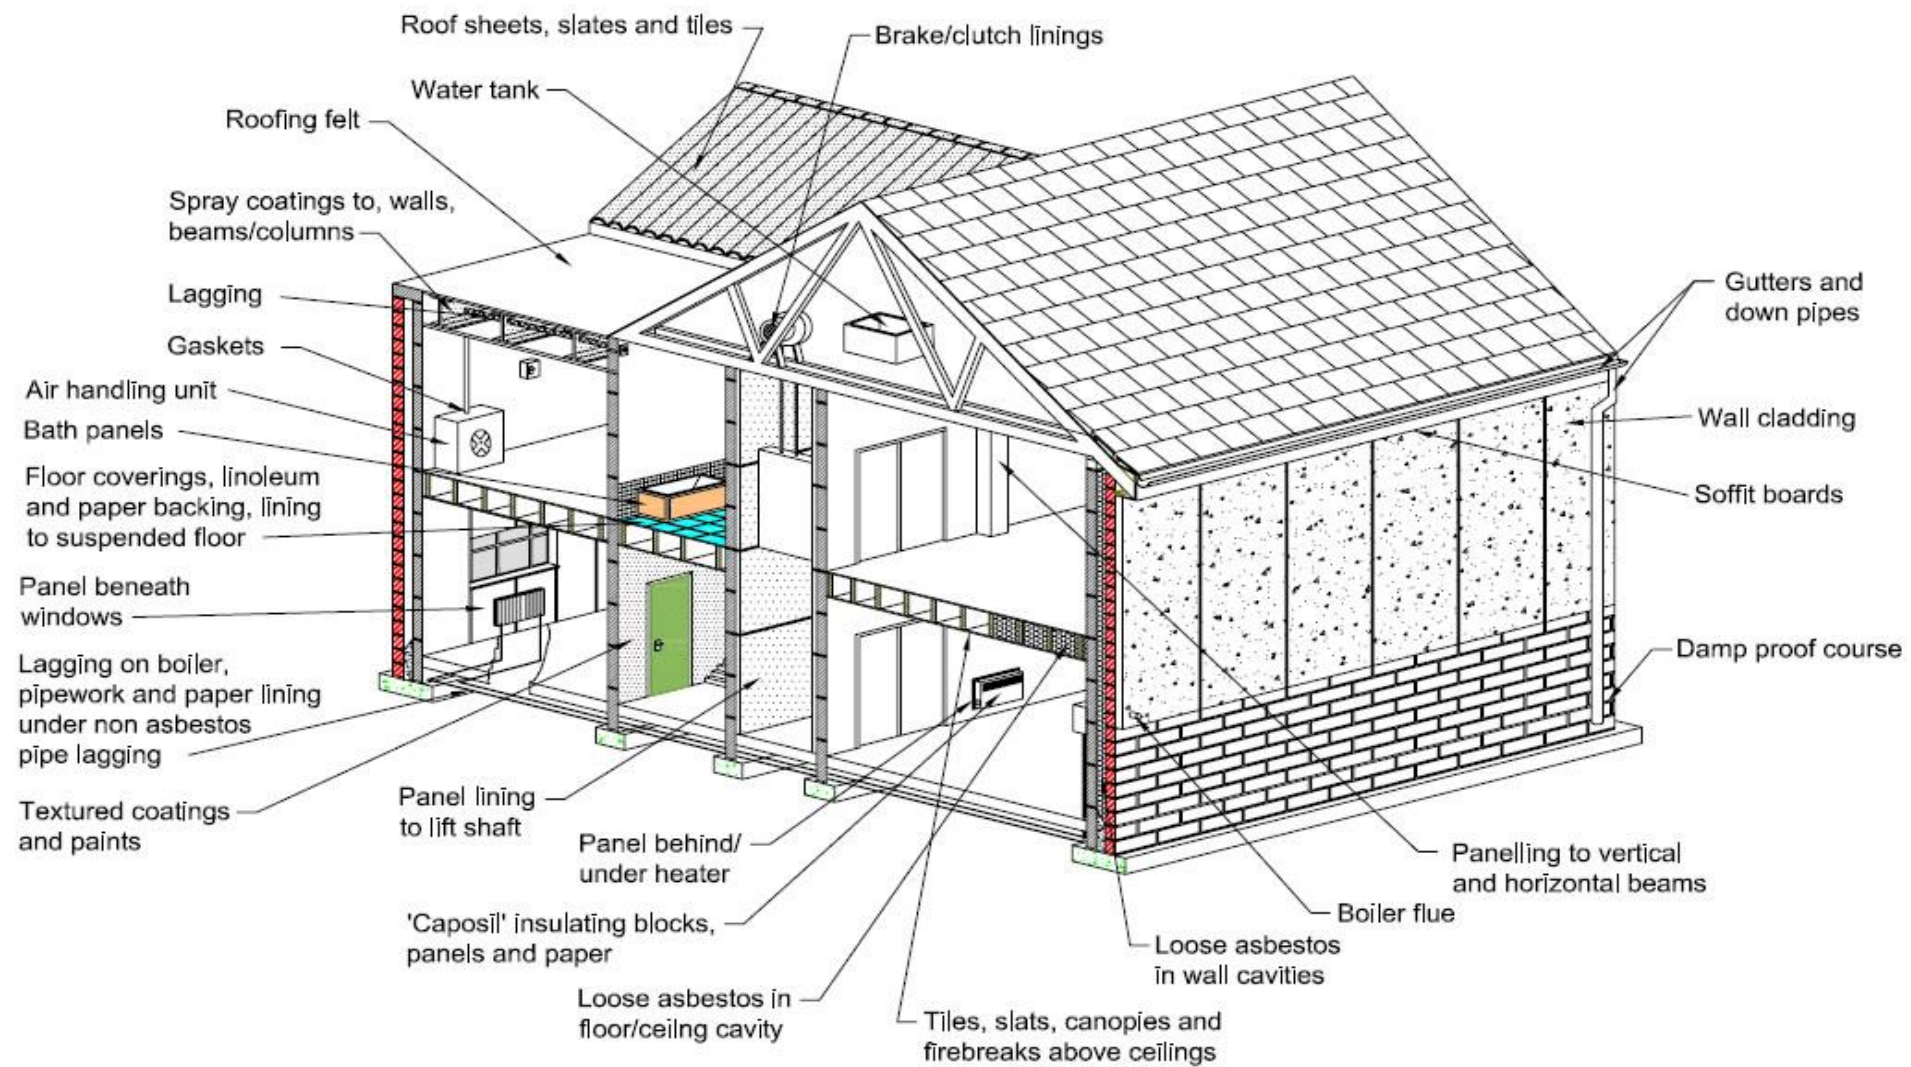 Roof sheets, slates and tiles
Brake/clutch linings
Water tank
Roofing felt
Spray coatings to, walls,
beams/columns
Lagging
Gaskets
Air handling unit
Bath panels
Floor coverings, linoleum
and paper backing, lining
to suspended floor
Panel beneath
windows
Lagging on boiler,
pipework and paper lining
under non asbestos
pipe lagging
Textured coatings
and paints
Panel lining
to lift shaft
Panel behind/
under heater
'Caposil' insulating blocks,
panels and paper
Loose asbestos in
floor/ceilng cavity
Tiles, slats, canopies and
firebreaks above ceilings
Loose asbestos
in wall cavities
Boiler flue
Panelling to vertical
and horizontal beams
Damp proof course
Soffit boards
Wall cladding
Gutters and
down pipes